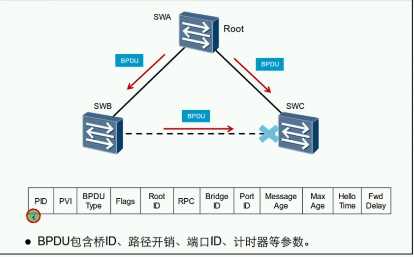 SWA
Root
BPDU
BPDU
SWB
BPDU
SWC
PID PVI BPDU Type Flags Root ID RPC Bridge ID Port ID Message Age Max Age Hello Time Fwd Delay
● BPDU包含桥ID、路径开销、端口ID、计时器等参数。